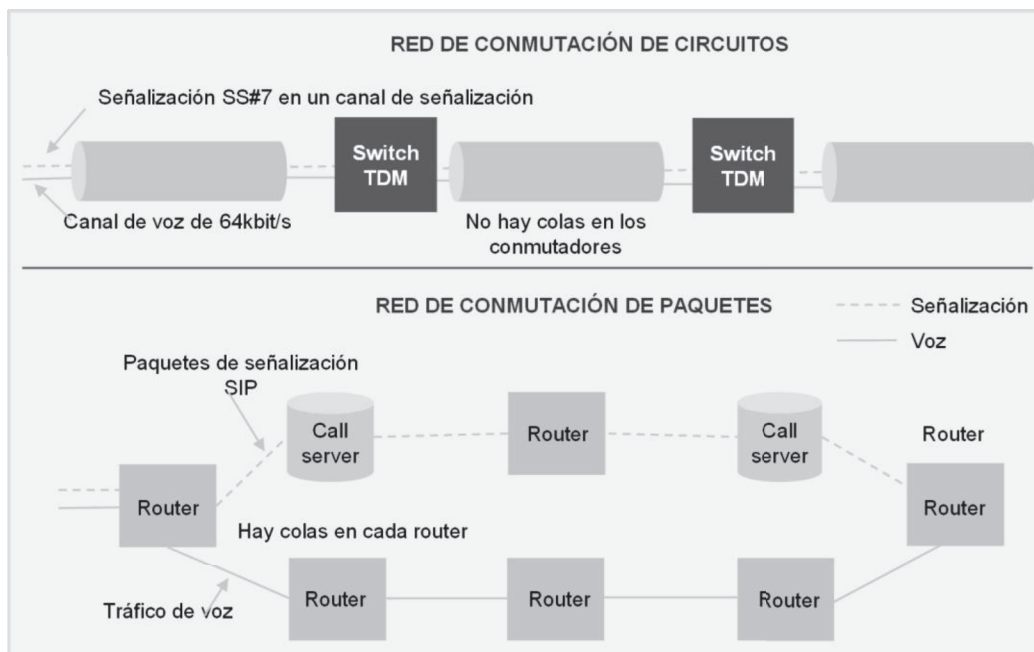 RED DE CONMUTACIÓN DE CIRCUITOS
Señalización SS#7 en un canal de señalización
Switch
TDM
Switch
TDM
Canal de voz de 64kbit/s
No hay colas en los
conmutadores
RED DE CONMUTACIÓN DE PAQUETES
Señalización
Voz
Paquetes de señalización
SIP
Call
server
Router
Call
server
Router
Router
Router
Hay colas en cada router
Tráfico de voz
Router
Router
Router